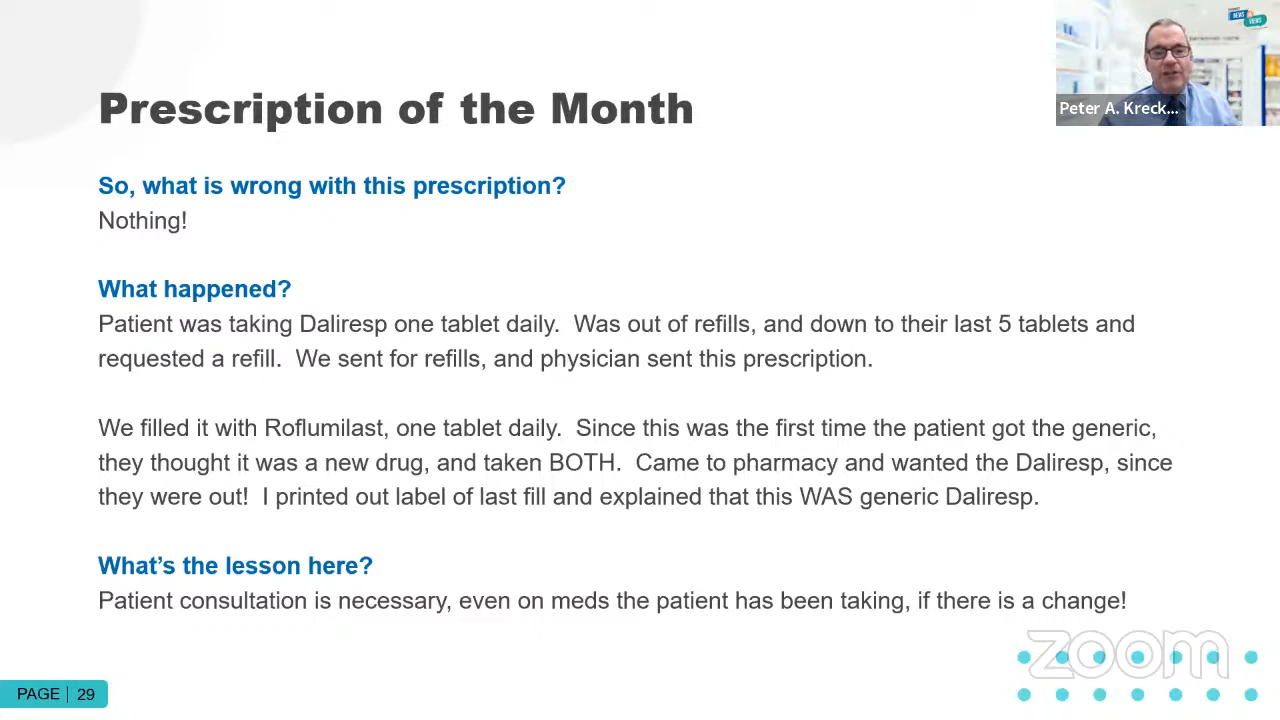 NEWS
VIEWS
Peter A. Kreck...
Prescription of the Month
So, what is wrong with this prescription?
Nothing!
What happened?
Patient was taking Daliresp one tablet daily.  Was out of refills, and down to their last 5 tablets and
requested a refill.  We sent for refills, and physician sent this prescription.
We filled it with Roflumilast, one tablet daily.  Since this was the first time the patient got the generic,
they thought it was a new drug, and taken BOTH.  Came to pharmacy and wanted the Daliresp, since
they were out!  I printed out label of last fill and explained that this WAS generic Daliresp.
What's the lesson here?
Patient consultation is necessary, even on meds the patient has been taking, if there is a change!
zoom
PAGE | 29